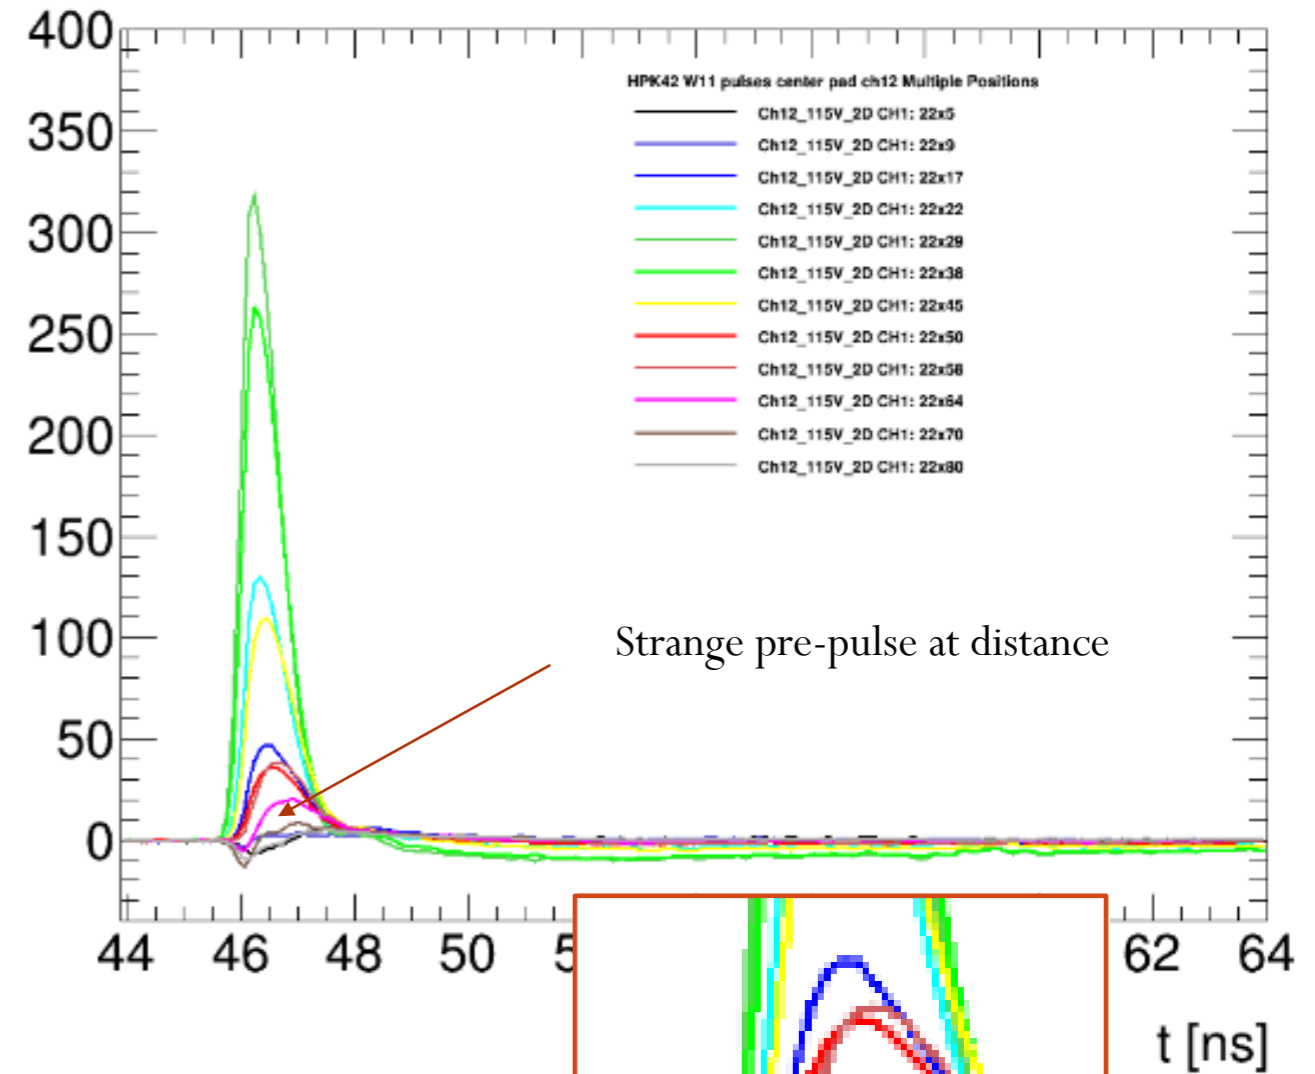 400
HPK42 W11 pulses center pad ch12 Multiple Positions
Ch12_115V_2D CH1: 22x5
350
Ch12_115V_2D CH1: 22x9
Ch12_115V_2D CH1: 22x17
Ch12_115V_2D CH1: 22x22
300
Ch12_115V_2D CH1: 22x29
Ch12_115V_2D CH1: 22x38
Ch12_115V_2D CH1: 22x45
250
Ch12_115V_2D CH1: 22x50
Ch12_115V_2D CH1: 22x58
Ch12_115V_2D CH1: 22x64
200
Ch12_115V_2D CH1: 22x70
Ch12_115V_2D CH1: 22x80
150
100
Strange pre-pulse at distance
50
0
44 46 48 50 5 62 64
t [ns]